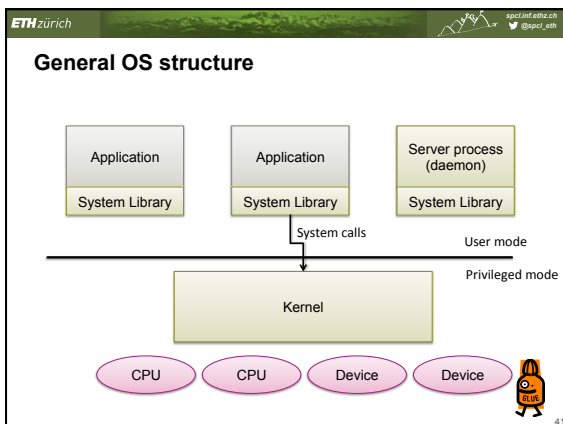 ETH zürich
spcl.inf.ethz.ch
@spcl_eth
General OS structure
Application
System Library
Application
System Library
Server process
(daemon)
System Library
System calls
User mode
Privileged mode
Kernel
CPU
CPU
Device
Device
GLUE
41